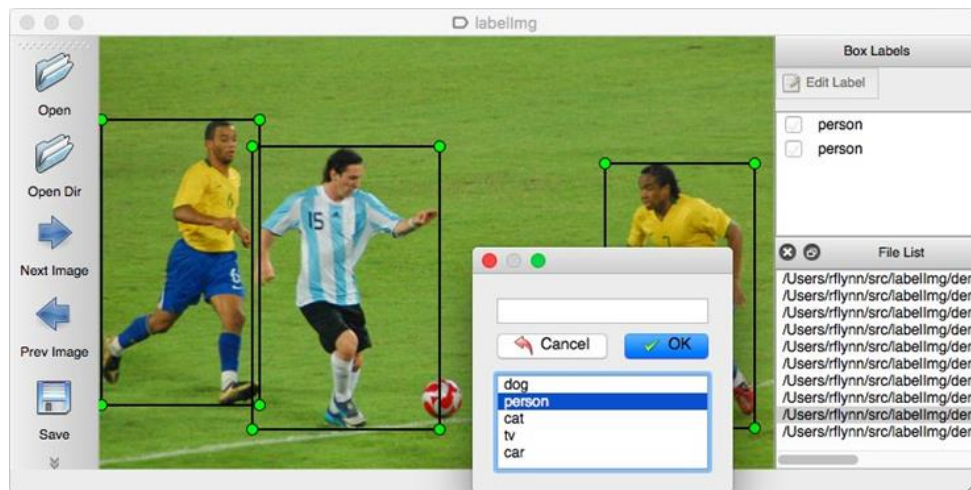 labelImg
Open
Open Dir
Next Image
Prev Image
Save
6
6
15
Box Labels
Edit Label
person
person
File List
/Users/rflynn/src/labelImg/der
/Users/rflynn/src/labelImg/der
/Users/rflynn/src/labelImg/der
/Users/rflynn/src/labelImg/der
/Users/rflynn/src/labelImg/der
/Users/rflynn/src/labelImg/der
/Users/rflynn/src/labelImg/der
/Users/rflynn/src/labelImg/der
/Users/rflynn/src/labelImg/der
/Users/rflynn/src/labelImg/der
Cancel
OK
dog
person
cat
tv
car